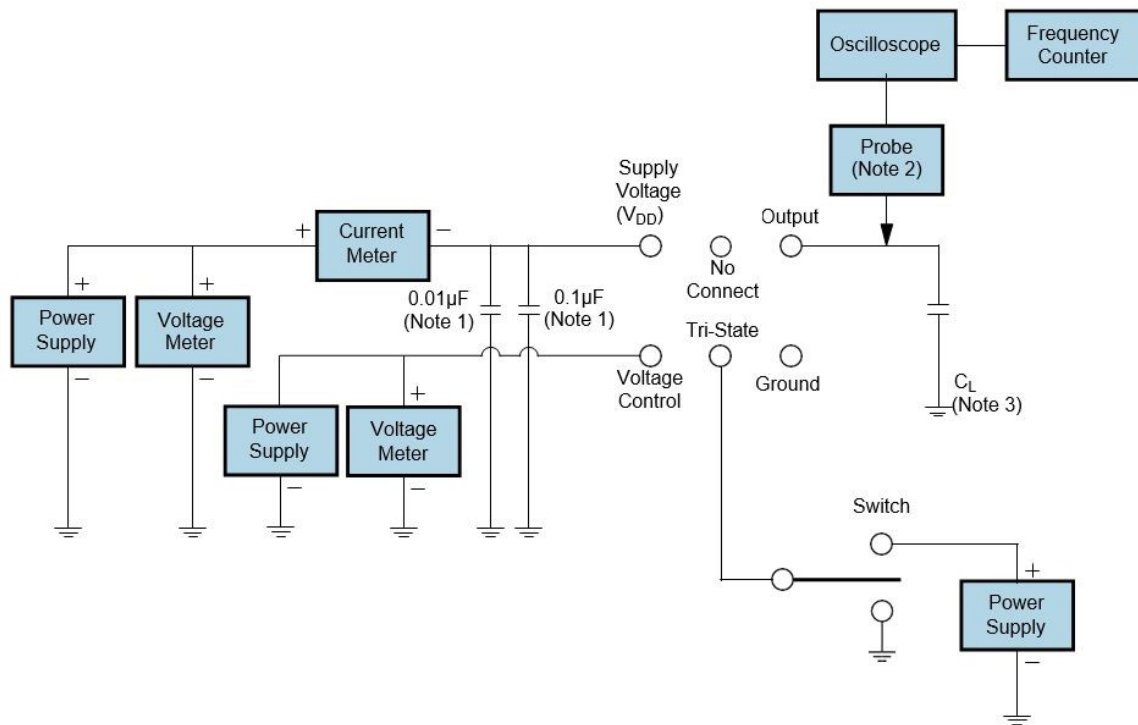 Oscilloscope
Frequency
Counter
Probe
(Note 2)
Supply
Voltage
(VDD)
Output
+
Current
Meter
−
No
Connect
+
Power
Supply
−
+
Voltage
Meter
−
0.01µF
(Note 1)
0.1µF
(Note 1)
Tri-State
Voltage
Control
Ground
CL
(Note 3)
Power
Supply
−
+
Voltage
Meter
−
Switch
+
Power
Supply
−